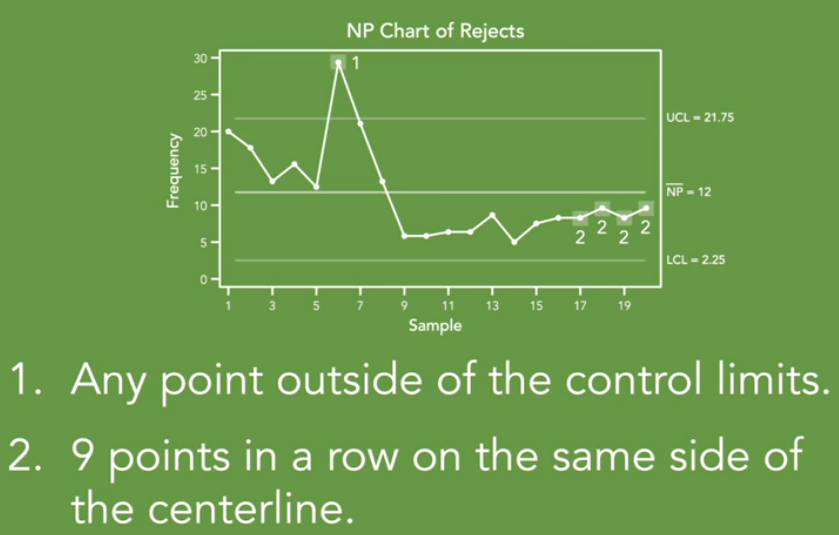 NP Chart of Rejects
30
25
20
15
10
5
0
Frequency
1
UCL = 21.75
N̅P̅ = 12
LCL = 2.25
2
2
2
2
1 3 5 7 9 11 13 15 17 19
Sample
1. Any point outside of the control limits.
2. 9 points in a row on the same side of
the centerline.